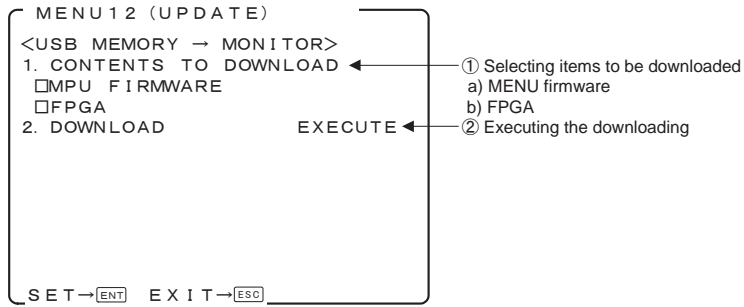 MENU12 (UPDATE)
<USB MEMORY → MONITOR>
1. CONTENTS TO DOWNLOAD
□MPU FIRMWARE
□FPGA
2. DOWNLOAD EXECUTE
SET→ENT EXIT→ESC
① Selecting items to be downloaded
a) MENU firmware
b) FPGA
② Executing the downloading